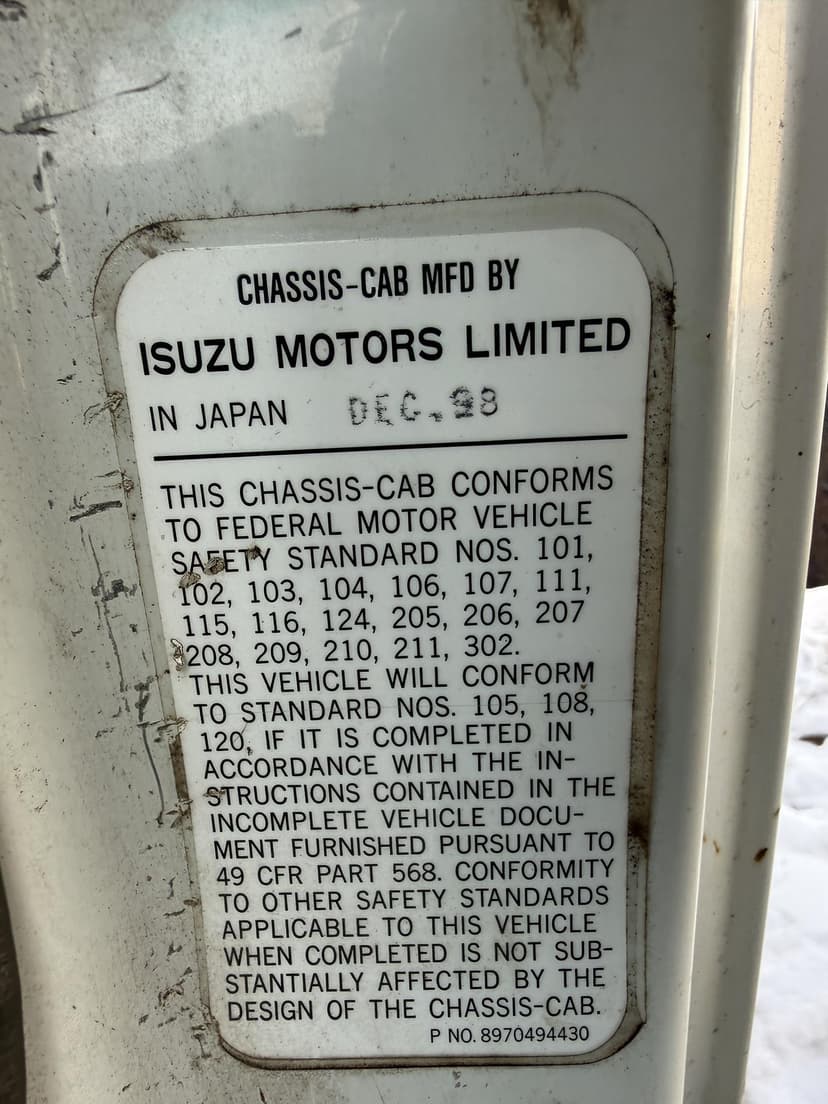 CHASSIS-CAB MFD BY
ISUZU MOTORS LIMITED
IN JAPAN DEC. 98
THIS CHASSIS-CAB CONFORMS
TO FEDERAL MOTOR VEHICLE
SAFETY STANDARD NOS. 101,
102, 103, 104, 106, 107, 111,
115, 116, 124, 205, 206, 207
208, 209, 210, 211, 302.
THIS VEHICLE WILL CONFORM
TO STANDARD NOS. 105, 108,
120, IF IT IS COMPLETED IN
ACCORDANCE WITH THE IN-
STRUCTIONS CONTAINED IN THE
INCOMPLETE VEHICLE DOCU-
MENT FURNISHED PURSUANT TO
49 CFR PART 568. CONFORMITY
TO OTHER SAFETY STANDARDS
APPLICABLE TO THIS VEHICLE
WHEN COMPLETED IS NOT SUB-
STANTIALLY AFFECTED BY THE
DESIGN OF THE CHASSIS-CAB.
P NO. 8970494430